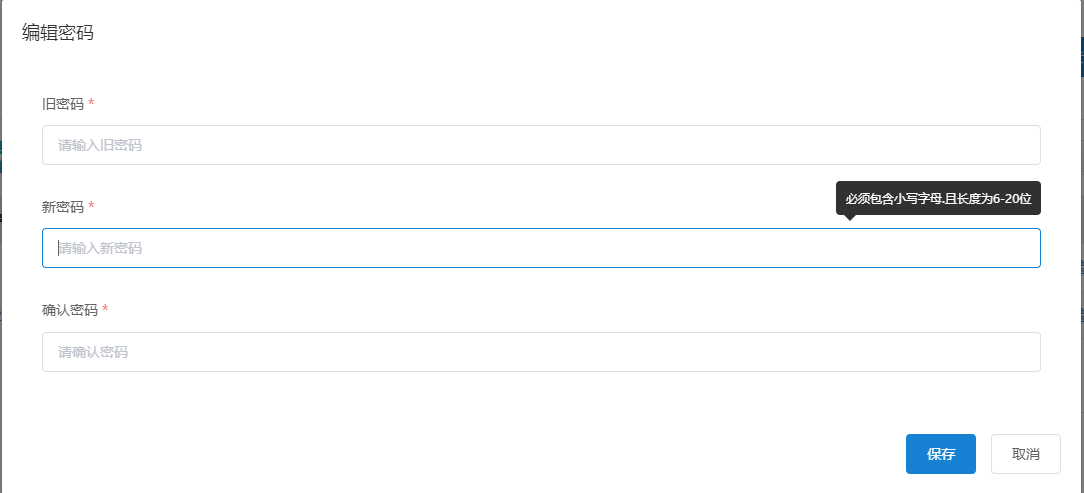 编辑密码
旧密码 *
请输入旧密码
必须包含小写字母.且长度为6-20位
新密码 *
请输入新密码
确认密码 *
请确认密码
保存
取消